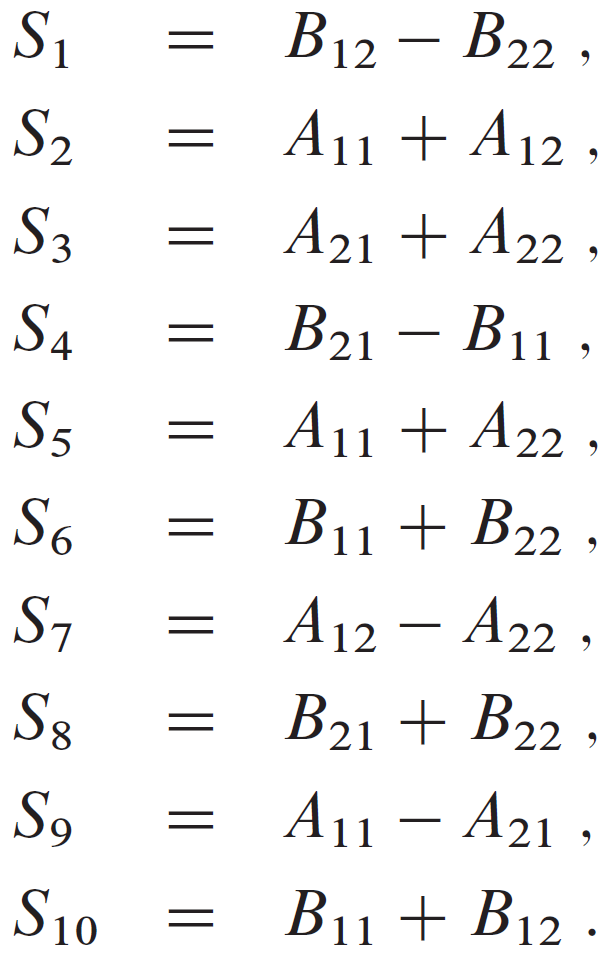 S₁ = B₁₂ − B₂₂ ,
S₂ = A₁₁ + A₁₂ ,
S₃ = A₂₁ + A₂₂ ,
S₄ = B₂₁ − B₁₁ ,
S₅ = A₁₁ + A₂₂ ,
S₆ = B₁₁ + B₂₂ ,
S₇ = A₁₂ − A₂₂ ,
S₈ = B₂₁ + B₂₂ ,
S₉ = A₁₁ − A₂₁ ,
S₁₀ = B₁₁ + B₁₂ .